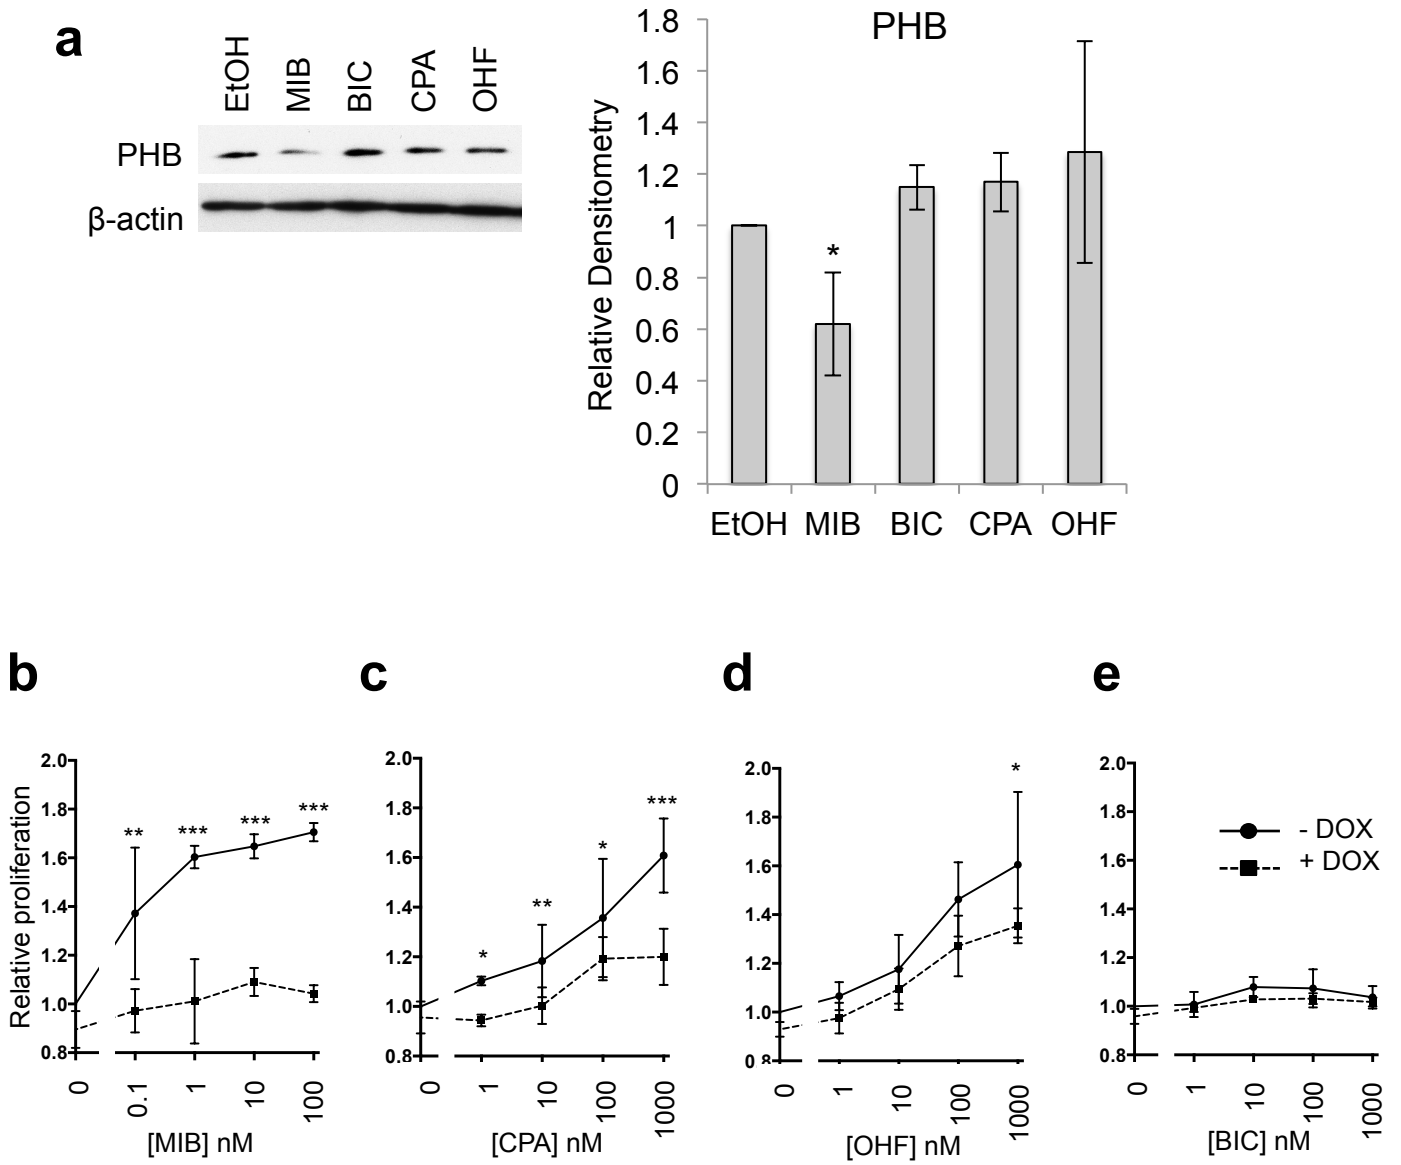 a
EtOH
MIB
BIC
CPA
OHF
PHB
β-actin
PHB
Relative Densitometry
1.8
1.6
1.4
1.2
1
0.8
0.6
0.4
0.2
0
*
EtOH MIB BIC CPA OHF
b
Relative proliferation
2.0
1.8
1.6
1.4
1.2
1.0
0.8
** *** *** ***
0 0.1 1 10 100
[MIB] nM
c
2.0
1.8
1.6
1.4
1.2
1.0
0.8
* ** * ***
0 1 10 100 1000
[CPA] nM
d
2.0
1.8
1.6
1.4
1.2
1.0
0.8
*
0 1 10 100 1000
[OHF] nM
e
2.0
1.8
1.6
1.4
1.2
1.0
0.8
- DOX
+ DOX
0 1 10 100 1000
[BIC] nM